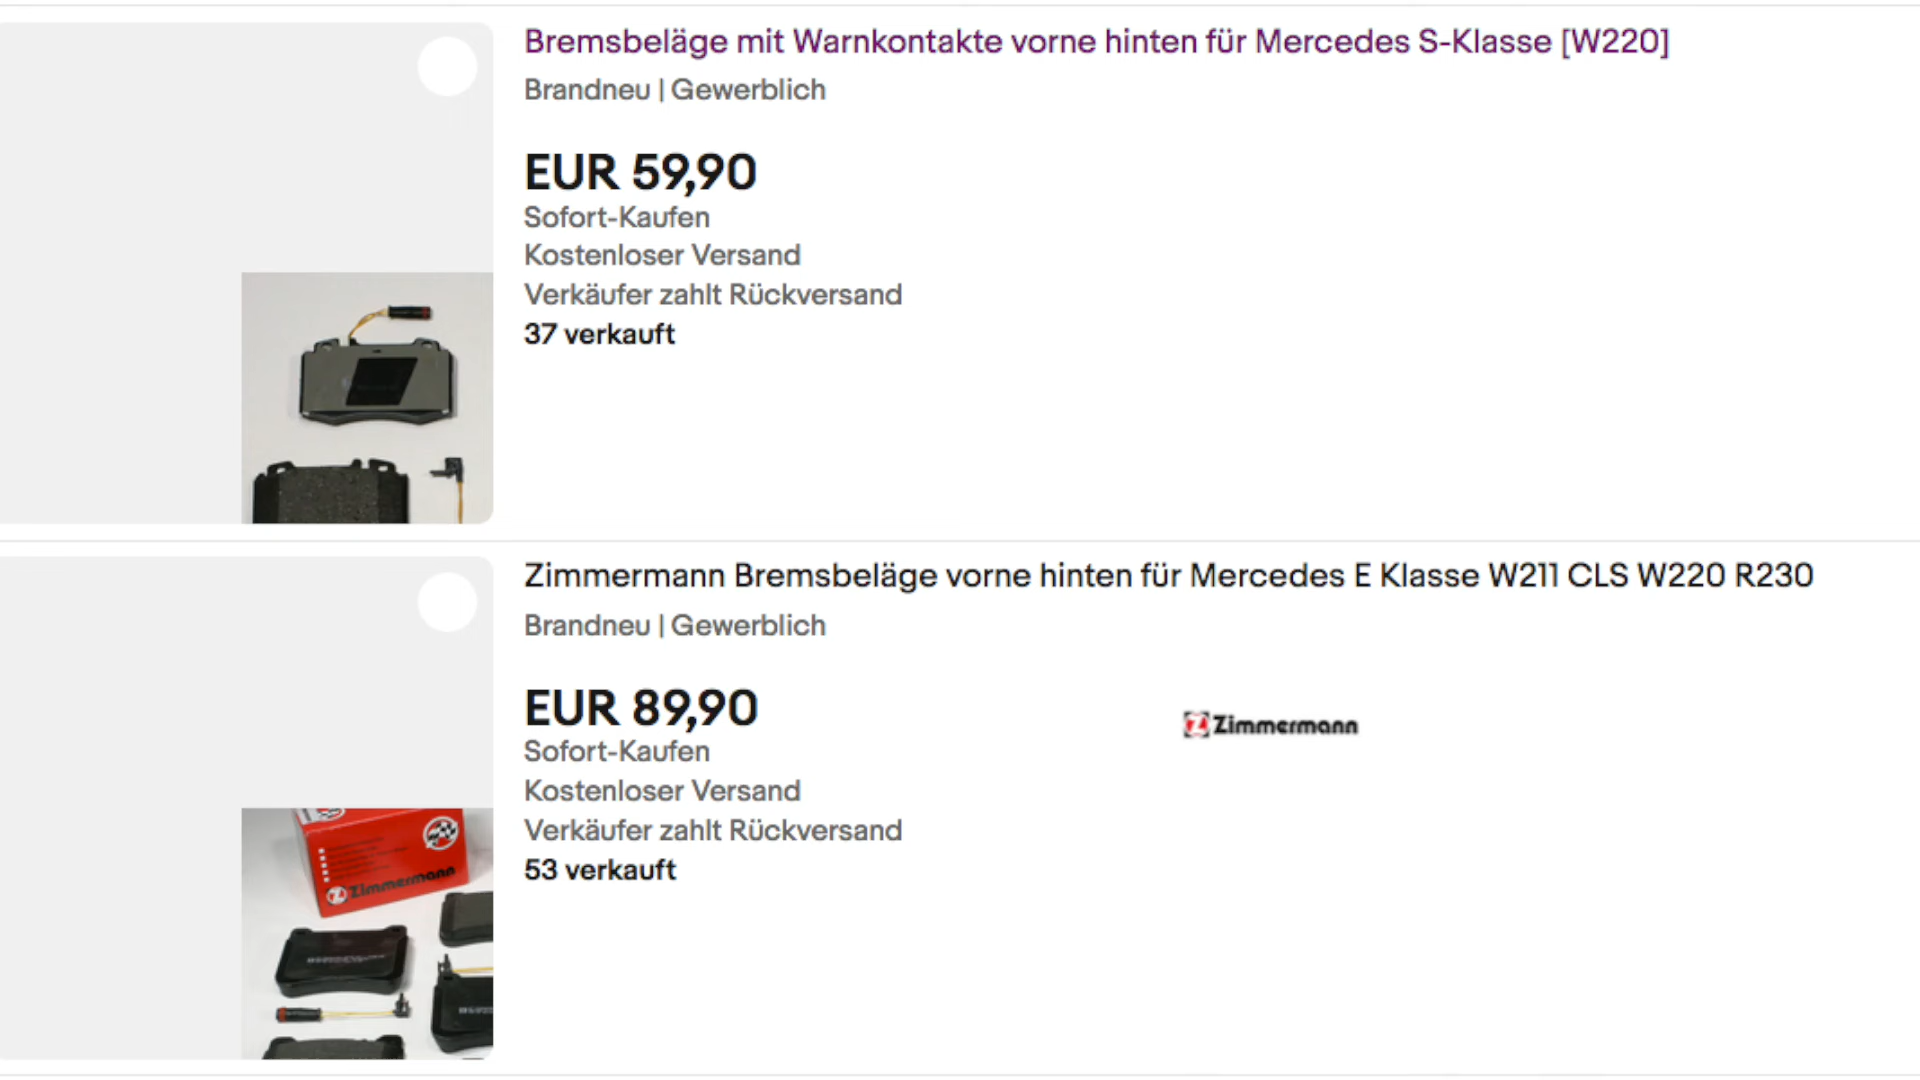 Bremsbeläge mit Warnkontakte vorne hinten für Mercedes S-Klasse [W220]
Brandneu | Gewerblich
EUR 59,90
Sofort-Kaufen
Kostenloser Versand
Verkäufer zahlt Rückversand
37 verkauft
Zimmermann Bremsbeläge vorne hinten für Mercedes E Klasse W211 CLS W220 R230
Brandneu | Gewerblich
EUR 89,90
Zimmermann
Sofort-Kaufen
Kostenloser Versand
Verkäufer zahlt Rückversand
53 verkauft
Zimmermann